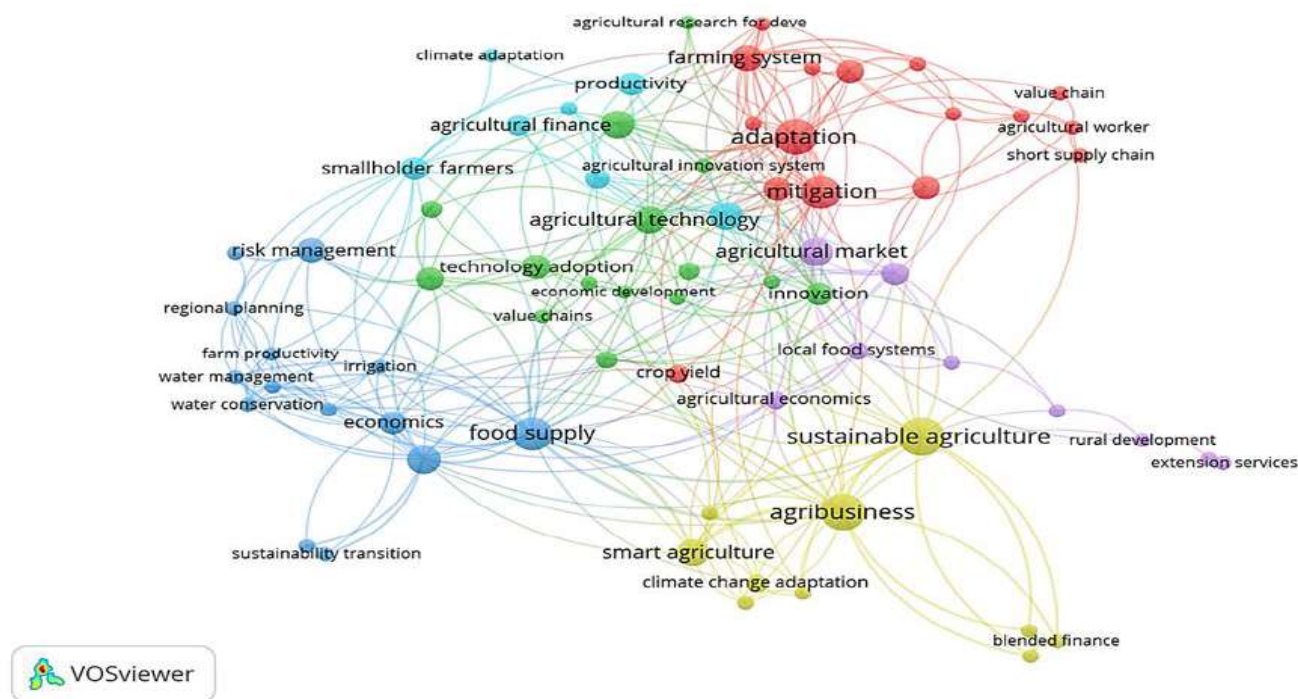 agricultural research for deve
climate adaptation
farming system
productivity
value chain
agricultural finance
adaptation
agricultural worker
short supply chain
smallholder farmers
agricultural innovation system
mitigation
agricultural technology
risk management
agricultural market
technology adoption
economic development
innovation
regional planning
value chains
farm productivity
irrigation
local food systems
water management
crop yield
water conservation
agricultural economics
economics
food supply
sustainable agriculture
rural development
extension services
agribusiness
sustainability transition
smart agriculture
climate change adaptation
blended finance
VOSviewer